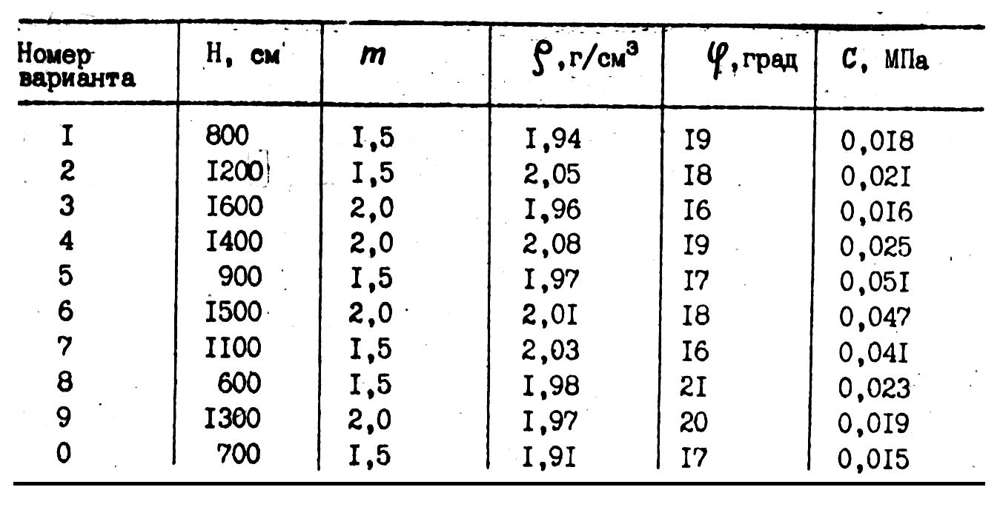 Номер варианта H, см m ρ, г/см³ φ, град C, МПа
I 800 I,5 I,94 I9 0,0I8
2 I200 I,5 2,05 I8 0,02I
3 I600 2,0 I,96 I6 0,0I6
4 I400 2,0 2,08 I9 0,025
5 900 I,5 I,97 I7 0,05I
6 I500 2,0 2,0I I8 0,047
7 II00 I,5 2,03 I6 0,04I
8 600 I,5 I,98 2I 0,023
9 I300 2,0 I,97 20 0,0I9
0 700 I,5 I,9I I7 0,0I5